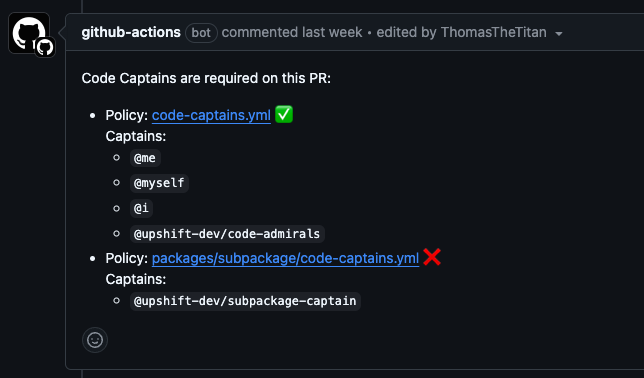 github-actions bot commented last week • edited by ThomasTheTitan
Code Captains are required on this PR:
• Policy: code-captains.yml ✅
Captains:
◦ @me
◦ @myself
◦ @i
◦ @upshift-dev/code-admirals
• Policy: packages/subpackage/code-captains.yml ❌
Captains:
◦ @upshift-dev/subpackage-captain